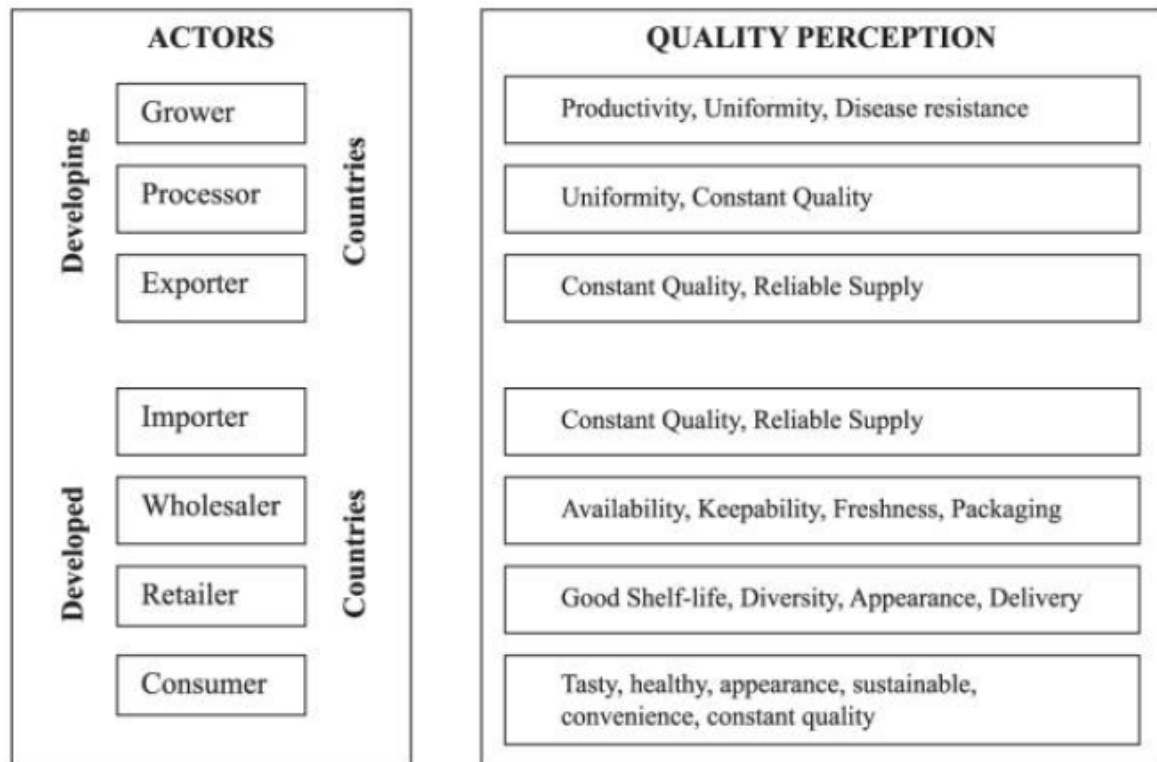 ACTORS
QUALITY PERCEPTION
Developing
Countries
Grower
Productivity, Uniformity, Disease resistance
Processor
Uniformity, Constant Quality
Exporter
Constant Quality, Reliable Supply
Developed
Countries
Importer
Constant Quality, Reliable Supply
Wholesaler
Availability, Keepability, Freshness, Packaging
Retailer
Good Shelf-life, Diversity, Appearance, Delivery
Consumer
Tasty, healthy, appearance, sustainable,
convenience, constant quality